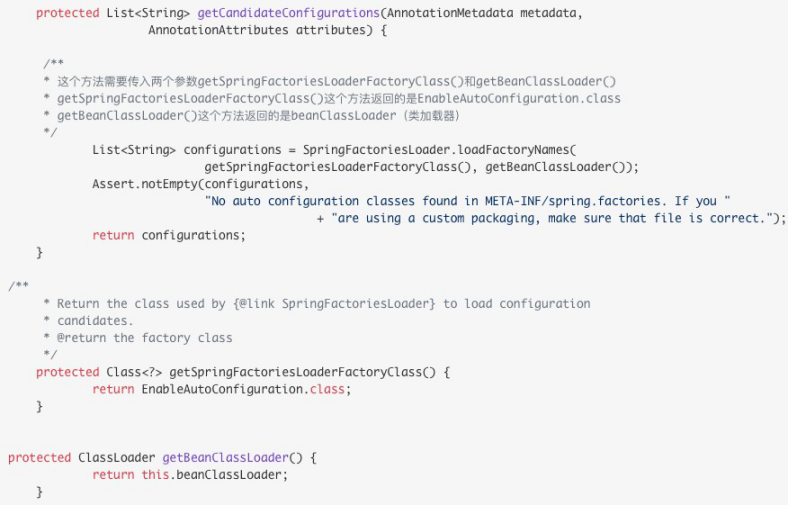 protected List<String> getCandidateConfigurations(AnnotationMetadata metadata,
AnnotationAttributes attributes) {
/**
* 这个方法需要传入两个参数getSpringFactoriesLoaderFactoryClass()和getBeanClassLoader()
* getSpringFactoriesLoaderFactoryClass()这个方法返回的是EnableAutoConfiguration.class
* getBeanClassLoader()这个方法返回的是beanClassLoader（类加载器）
*/
List<String> configurations = SpringFactoriesLoader.loadFactoryNames(
getSpringFactoriesLoaderFactoryClass(), getBeanClassLoader());
Assert.notEmpty(configurations,
"No auto configuration classes found in META-INF/spring.factories. If you "
+ "are using a custom packaging, make sure that file is correct.");
return configurations;
}
/**
* Return the class used by {@link SpringFactoriesLoader} to load configuration
* candidates.
* @return the factory class
*/
protected Class<?> getSpringFactoriesLoaderFactoryClass() {
return EnableAutoConfiguration.class;
}
protected ClassLoader getBeanClassLoader() {
return this.beanClassLoader;
}